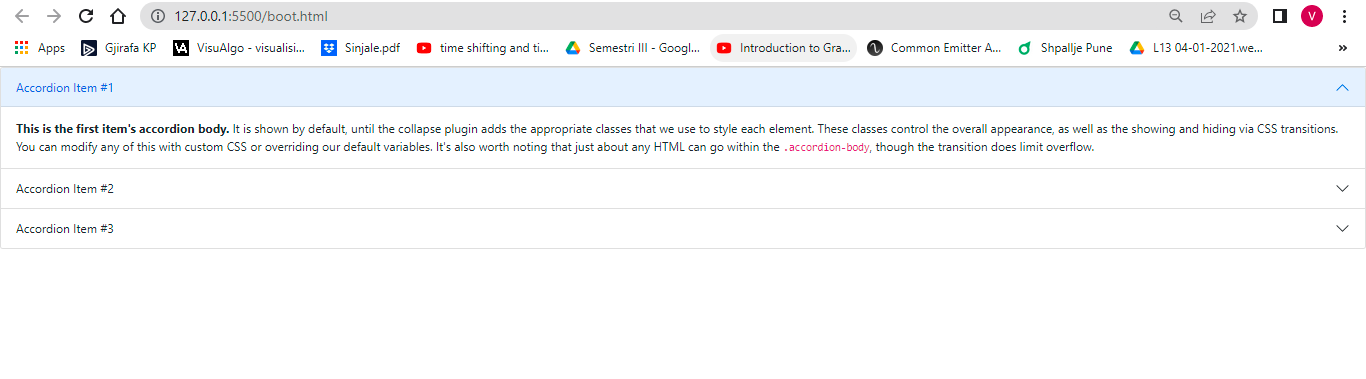 127.0.0.1:5500/boot.html
V
Apps
Gjirafa KP
VisuAlgo - visualisi...
Sinjale.pdf
time shifting and ti...
Semestri III - Googl...
Introduction to Gra...
Common Emitter A...
Shpallje Pune
L13 04-01-2021.we...
»
Accordion Item #1
This is the first item's accordion body. It is shown by default, until the collapse plugin adds the appropriate classes that we use to style each element. These classes control the overall appearance, as well as the showing and hiding via CSS transitions.
You can modify any of this with custom CSS or overriding our default variables. It's also worth noting that just about any HTML can go within the .accordion-body, though the transition does limit overflow.
Accordion Item #2
Accordion Item #3